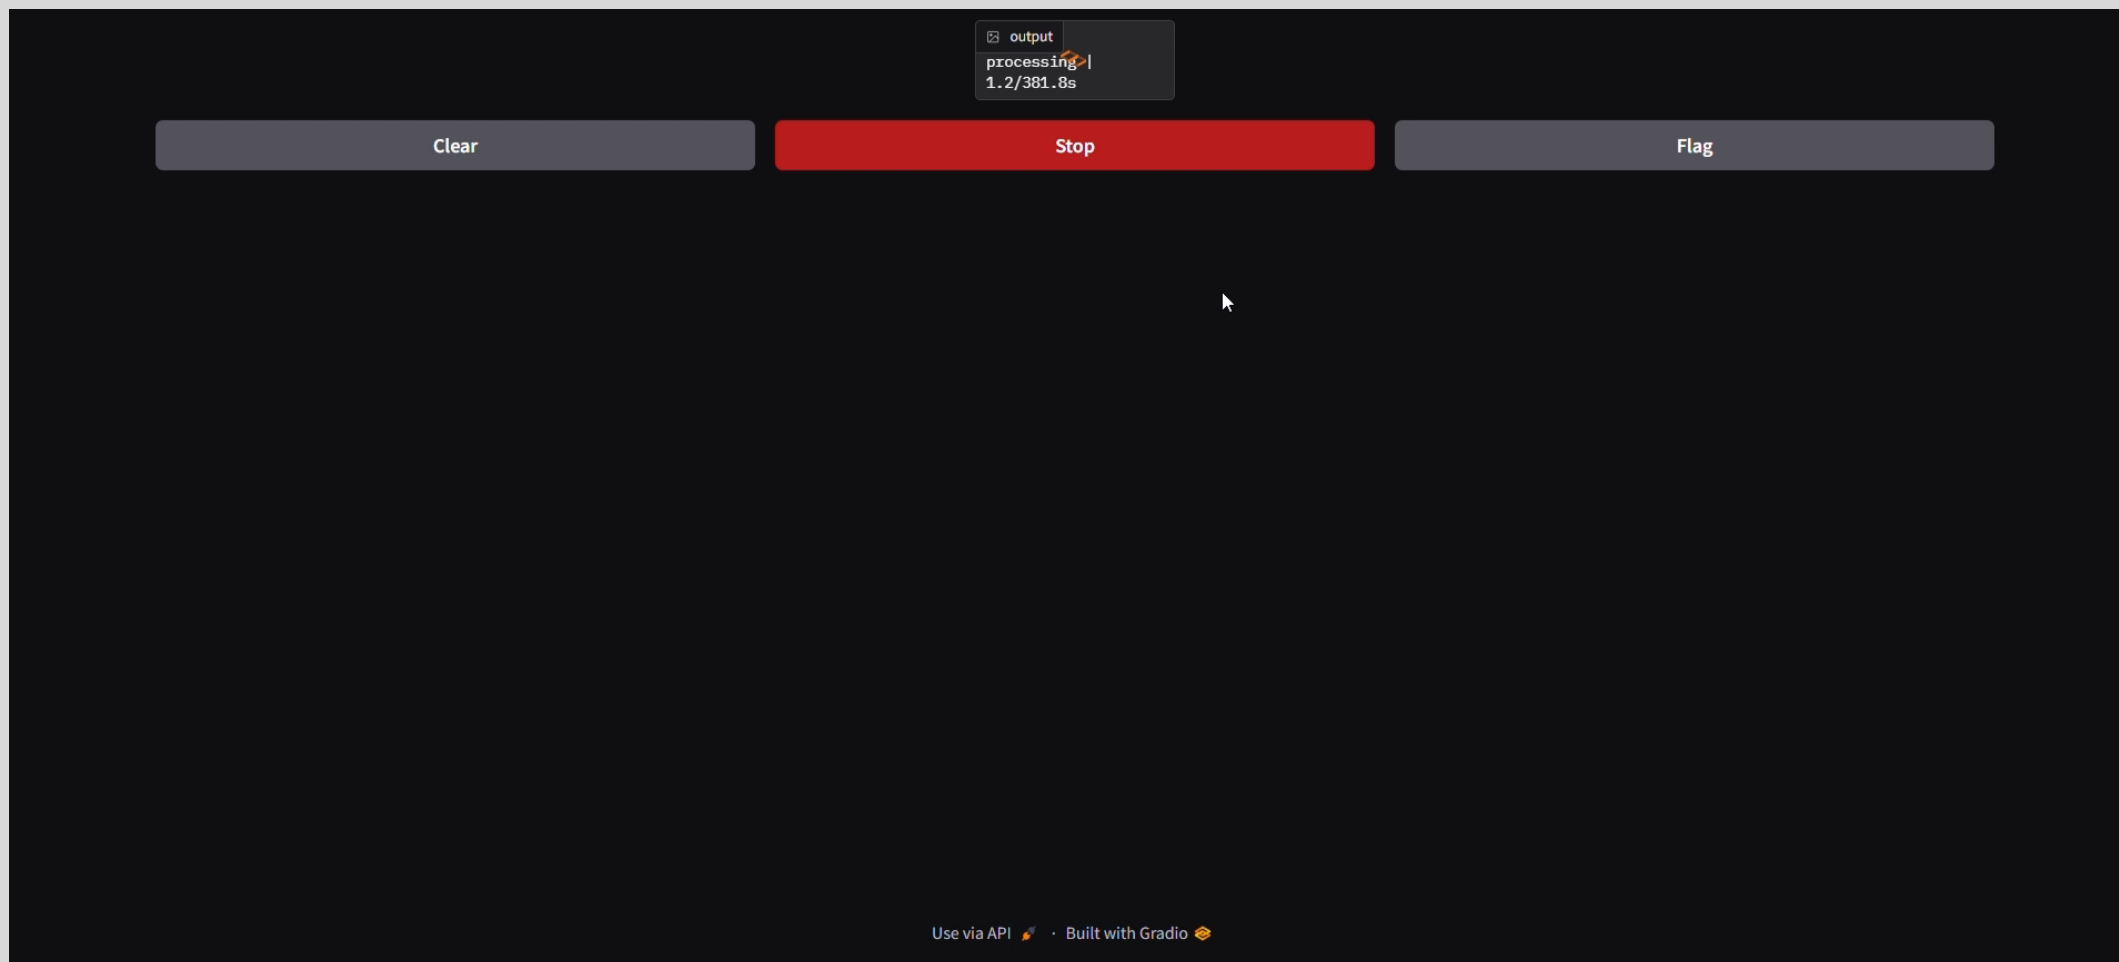 output
processing |
1.2/381.8s
Clear Stop Flag
Use via API · Built with Gradio